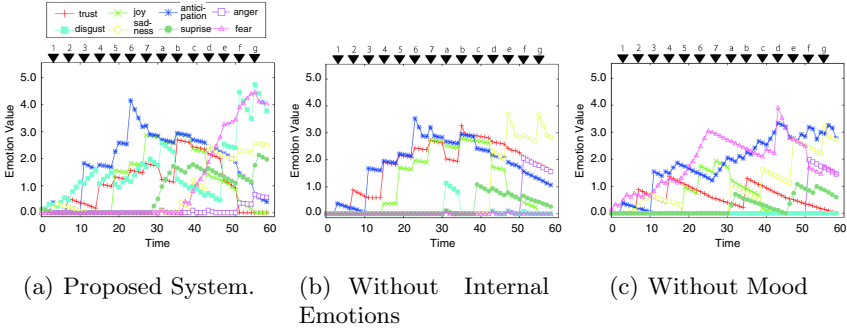 trust joy antici-pation anger
disgust sad-ness suprise fear
1 2 3 4 5 6 7 a b c d e f g
5.0
4.0
3.0
2.0
1.0
0.0
Emotion Value
0 10 20 30 40 50 60
Time
(a) Proposed System.
1 2 3 4 5 6 7 a b c d e f g
5.0
4.0
3.0
2.0
1.0
0.0
Emotion Value
0 10 20 30 40 50 60
Time
(b) Without Internal
Emotions
1 2 3 4 5 6 7 a b c d e f g
5.0
4.0
3.0
2.0
1.0
0.0
Emotion Value
0 10 20 30 40 50 60
Time
(c) Without Mood